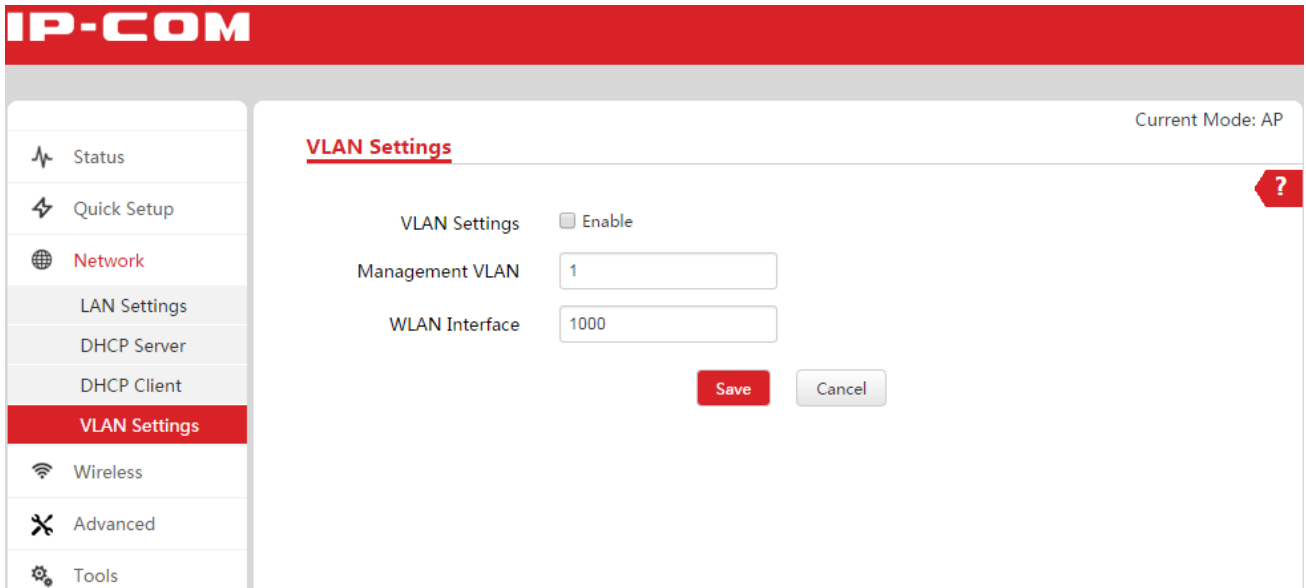 IP-COM
Current Mode: AP
Status
Quick Setup
Network
LAN Settings
DHCP Server
DHCP Client
VLAN Settings
Wireless
Advanced
Tools
VLAN Settings
?
VLAN Settings Enable
Management VLAN 1
WLAN Interface 1000
Save Cancel